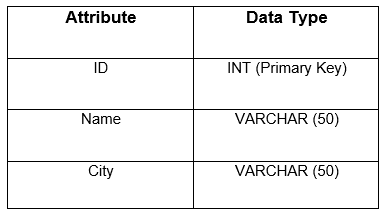 Attribute Data Type
ID INT (Primary Key)
Name VARCHAR (50)
City VARCHAR (50)